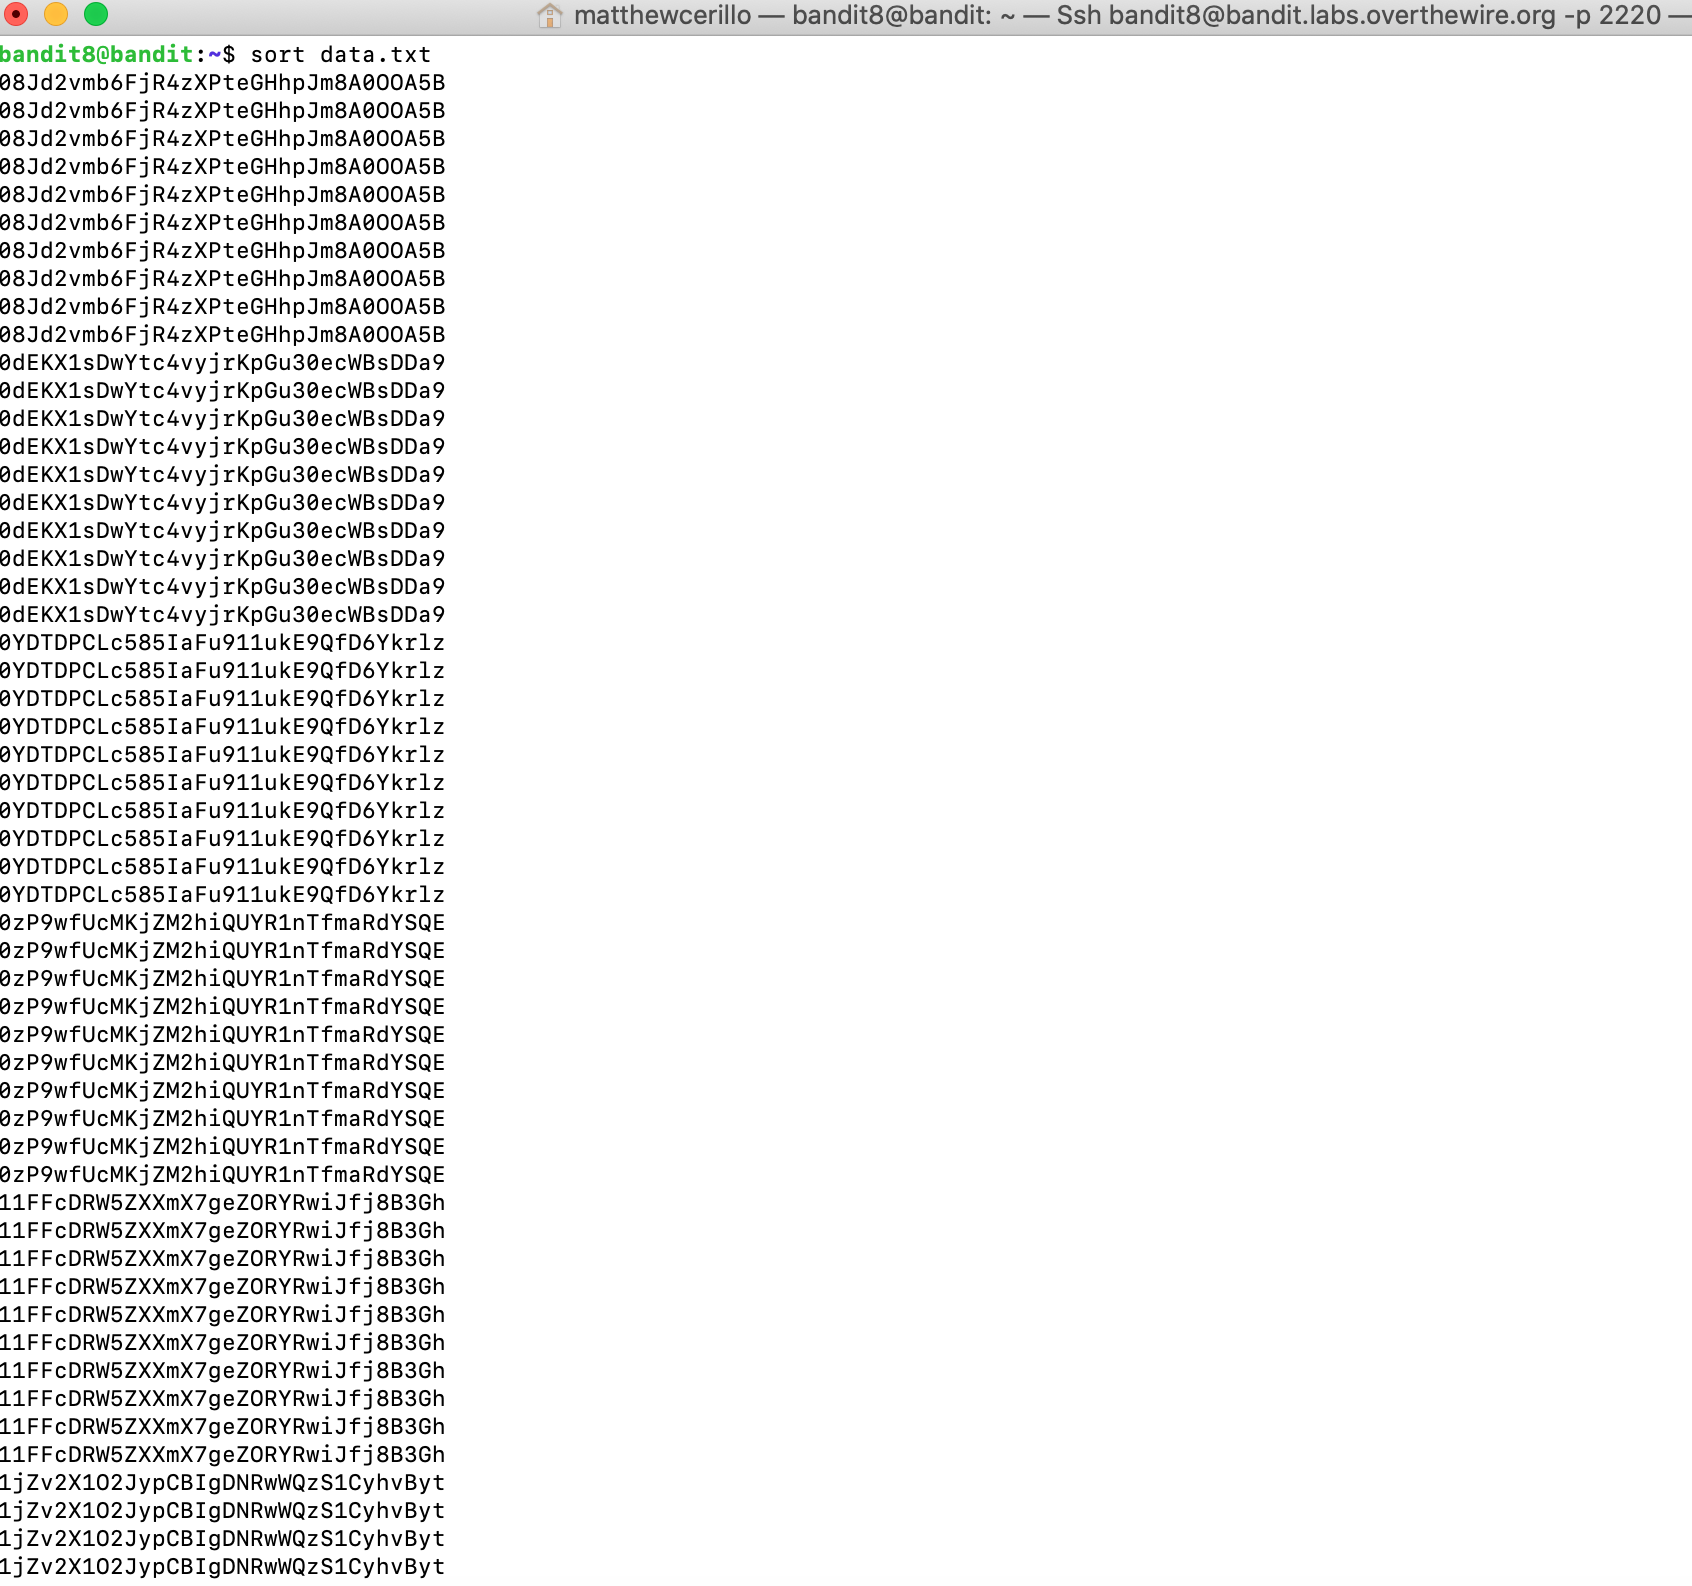 matthewcerillo — bandit8@bandit: ~ — Ssh bandit8@bandit.labs.overthewire.org -p 2220 —
bandit8@bandit:~$ sort data.txt
08Jd2vmb6FjR4zXPteGHhpJm8A0OOA5B
08Jd2vmb6FjR4zXPteGHhpJm8A0OOA5B
08Jd2vmb6FjR4zXPteGHhpJm8A0OOA5B
08Jd2vmb6FjR4zXPteGHhpJm8A0OOA5B
08Jd2vmb6FjR4zXPteGHhpJm8A0OOA5B
08Jd2vmb6FjR4zXPteGHhpJm8A0OOA5B
08Jd2vmb6FjR4zXPteGHhpJm8A0OOA5B
08Jd2vmb6FjR4zXPteGHhpJm8A0OOA5B
08Jd2vmb6FjR4zXPteGHhpJm8A0OOA5B
08Jd2vmb6FjR4zXPteGHhpJm8A0OOA5B
0dEKX1sDwYtc4vyjrKpGu30ecWBsDDa9
0dEKX1sDwYtc4vyjrKpGu30ecWBsDDa9
0dEKX1sDwYtc4vyjrKpGu30ecWBsDDa9
0dEKX1sDwYtc4vyjrKpGu30ecWBsDDa9
0dEKX1sDwYtc4vyjrKpGu30ecWBsDDa9
0dEKX1sDwYtc4vyjrKpGu30ecWBsDDa9
0dEKX1sDwYtc4vyjrKpGu30ecWBsDDa9
0dEKX1sDwYtc4vyjrKpGu30ecWBsDDa9
0dEKX1sDwYtc4vyjrKpGu30ecWBsDDa9
0dEKX1sDwYtc4vyjrKpGu30ecWBsDDa9
0YDTDPCLc585IaFu911ukE9QfD6Ykrlz
0YDTDPCLc585IaFu911ukE9QfD6Ykrlz
0YDTDPCLc585IaFu911ukE9QfD6Ykrlz
0YDTDPCLc585IaFu911ukE9QfD6Ykrlz
0YDTDPCLc585IaFu911ukE9QfD6Ykrlz
0YDTDPCLc585IaFu911ukE9QfD6Ykrlz
0YDTDPCLc585IaFu911ukE9QfD6Ykrlz
0YDTDPCLc585IaFu911ukE9QfD6Ykrlz
0YDTDPCLc585IaFu911ukE9QfD6Ykrlz
0YDTDPCLc585IaFu911ukE9QfD6Ykrlz
0zP9wfUcMKjZM2hiQUYR1nTfmaRdYSQE
0zP9wfUcMKjZM2hiQUYR1nTfmaRdYSQE
0zP9wfUcMKjZM2hiQUYR1nTfmaRdYSQE
0zP9wfUcMKjZM2hiQUYR1nTfmaRdYSQE
0zP9wfUcMKjZM2hiQUYR1nTfmaRdYSQE
0zP9wfUcMKjZM2hiQUYR1nTfmaRdYSQE
0zP9wfUcMKjZM2hiQUYR1nTfmaRdYSQE
0zP9wfUcMKjZM2hiQUYR1nTfmaRdYSQE
0zP9wfUcMKjZM2hiQUYR1nTfmaRdYSQE
0zP9wfUcMKjZM2hiQUYR1nTfmaRdYSQE
11FFcDRW5ZXXmX7geZORYRwiJfj8B3Gh
11FFcDRW5ZXXmX7geZORYRwiJfj8B3Gh
11FFcDRW5ZXXmX7geZORYRwiJfj8B3Gh
11FFcDRW5ZXXmX7geZORYRwiJfj8B3Gh
11FFcDRW5ZXXmX7geZORYRwiJfj8B3Gh
11FFcDRW5ZXXmX7geZORYRwiJfj8B3Gh
11FFcDRW5ZXXmX7geZORYRwiJfj8B3Gh
11FFcDRW5ZXXmX7geZORYRwiJfj8B3Gh
11FFcDRW5ZXXmX7geZORYRwiJfj8B3Gh
11FFcDRW5ZXXmX7geZORYRwiJfj8B3Gh
1jZv2X1O2JypCBIgDNRwWQzS1CyhvByt
1jZv2X1O2JypCBIgDNRwWQzS1CyhvByt
1jZv2X1O2JypCBIgDNRwWQzS1CyhvByt
1jZv2X1O2JypCBIgDNRwWQzS1CyhvByt